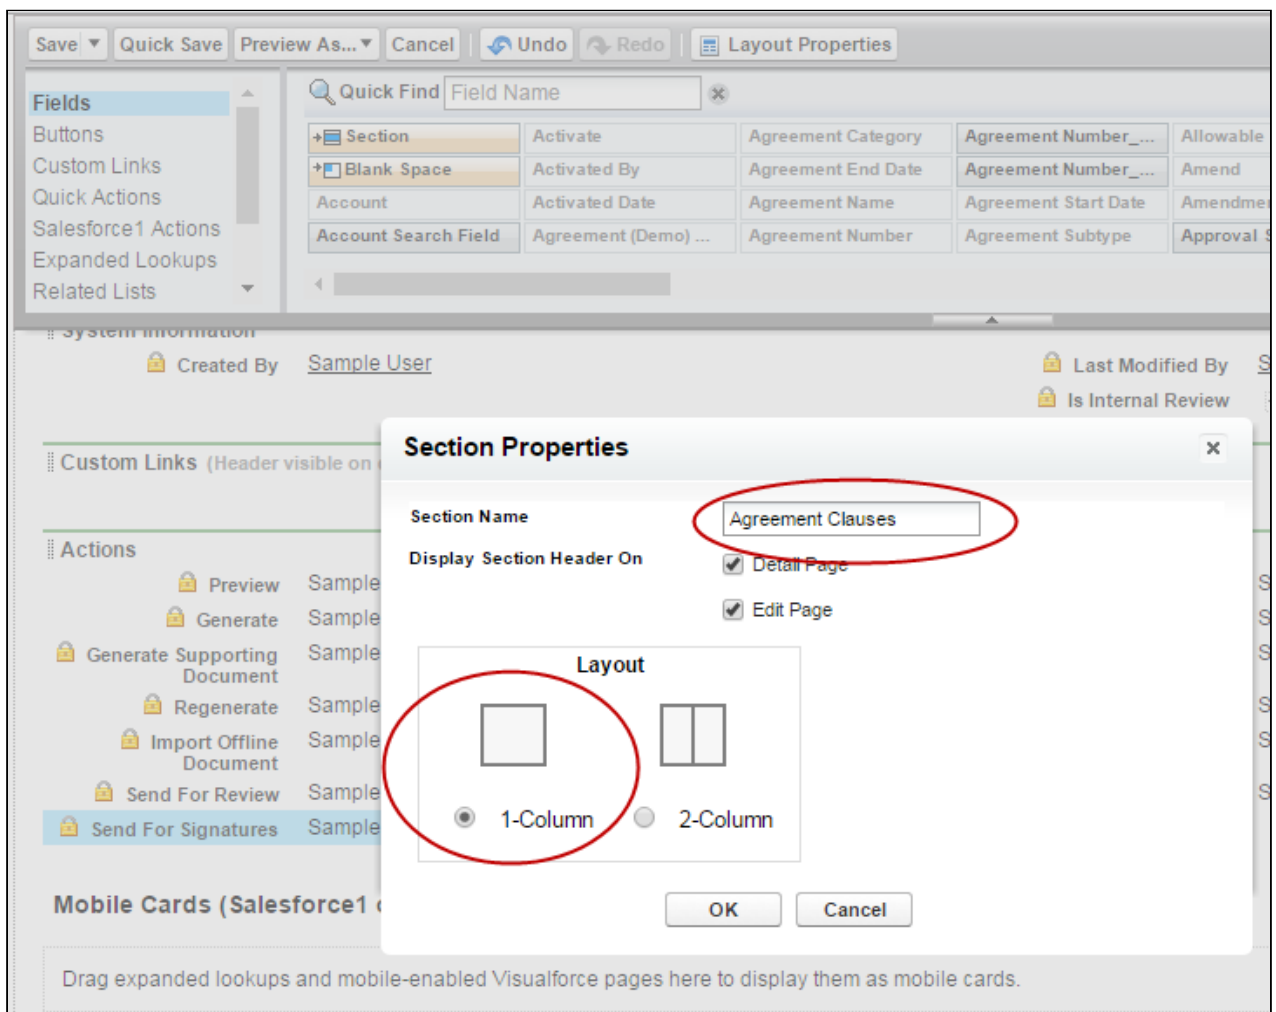 Save Quick Save Preview As... Cancel Undo Redo Layout Properties
Fields
Buttons
Custom Links
Quick Actions
Salesforce1 Actions
Expanded Lookups
Related Lists
Quick Find Field Name
Section Activate Agreement Category Agreement Number_... Allowable
Blank Space Activated By Agreement End Date Agreement Number_... Amend
Account Activated Date Agreement Name Agreement Start Date
Account Search Field Agreement (Demo) ... Agreement Number Agreement Subtype Approval
System Information
Created By Sample User Last Modified By
Is Internal Review
Custom Links (Header visible on
Actions
Preview Sample
Generate Sample
Generate Supporting Sample
Document
Regenerate Sample
Import Offline Sample
Document
Send For Review Sample
Send For Signatures Sample
Section Properties
Section Name Agreement Clauses
Display Section Header On Detail Page
Edit Page
Layout
1-Column 2-Column
OK Cancel
Mobile Cards (Salesforce1
Drag expanded lookups and mobile-enabled Visualforce pages here to display them as mobile cards.